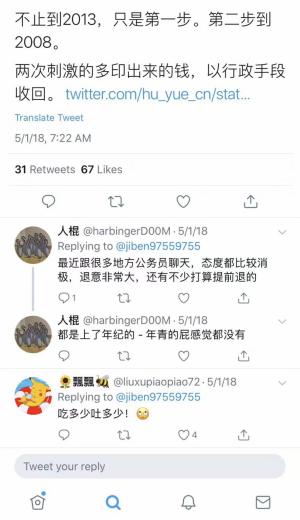 不止到2013，只是第一步。第二步到
2008。
两次刺激的多印出来的钱，以行政手段
收回。 twitter.com/hu_yue_cn/stat...
Translate Tweet
5/1/18, 7:22 AM
31 Retweets 67 Likes
人棍 @harbingerD00M · 5/1/18
Replying to @jiben97559755
最近跟很多地方公务员聊天，态度都比较消
极，退意非常大，还有不少打算提前退的
1
人棍 @harbingerD00M · 5/1/18
都是上了年纪的 - 年青的屁感觉都没有
🌻飘飘🐝 @liuxupiaopiao72 · 5/1/18
Replying to @jiben97559755
吃多少吐多少！🙄
4
Tweet your reply